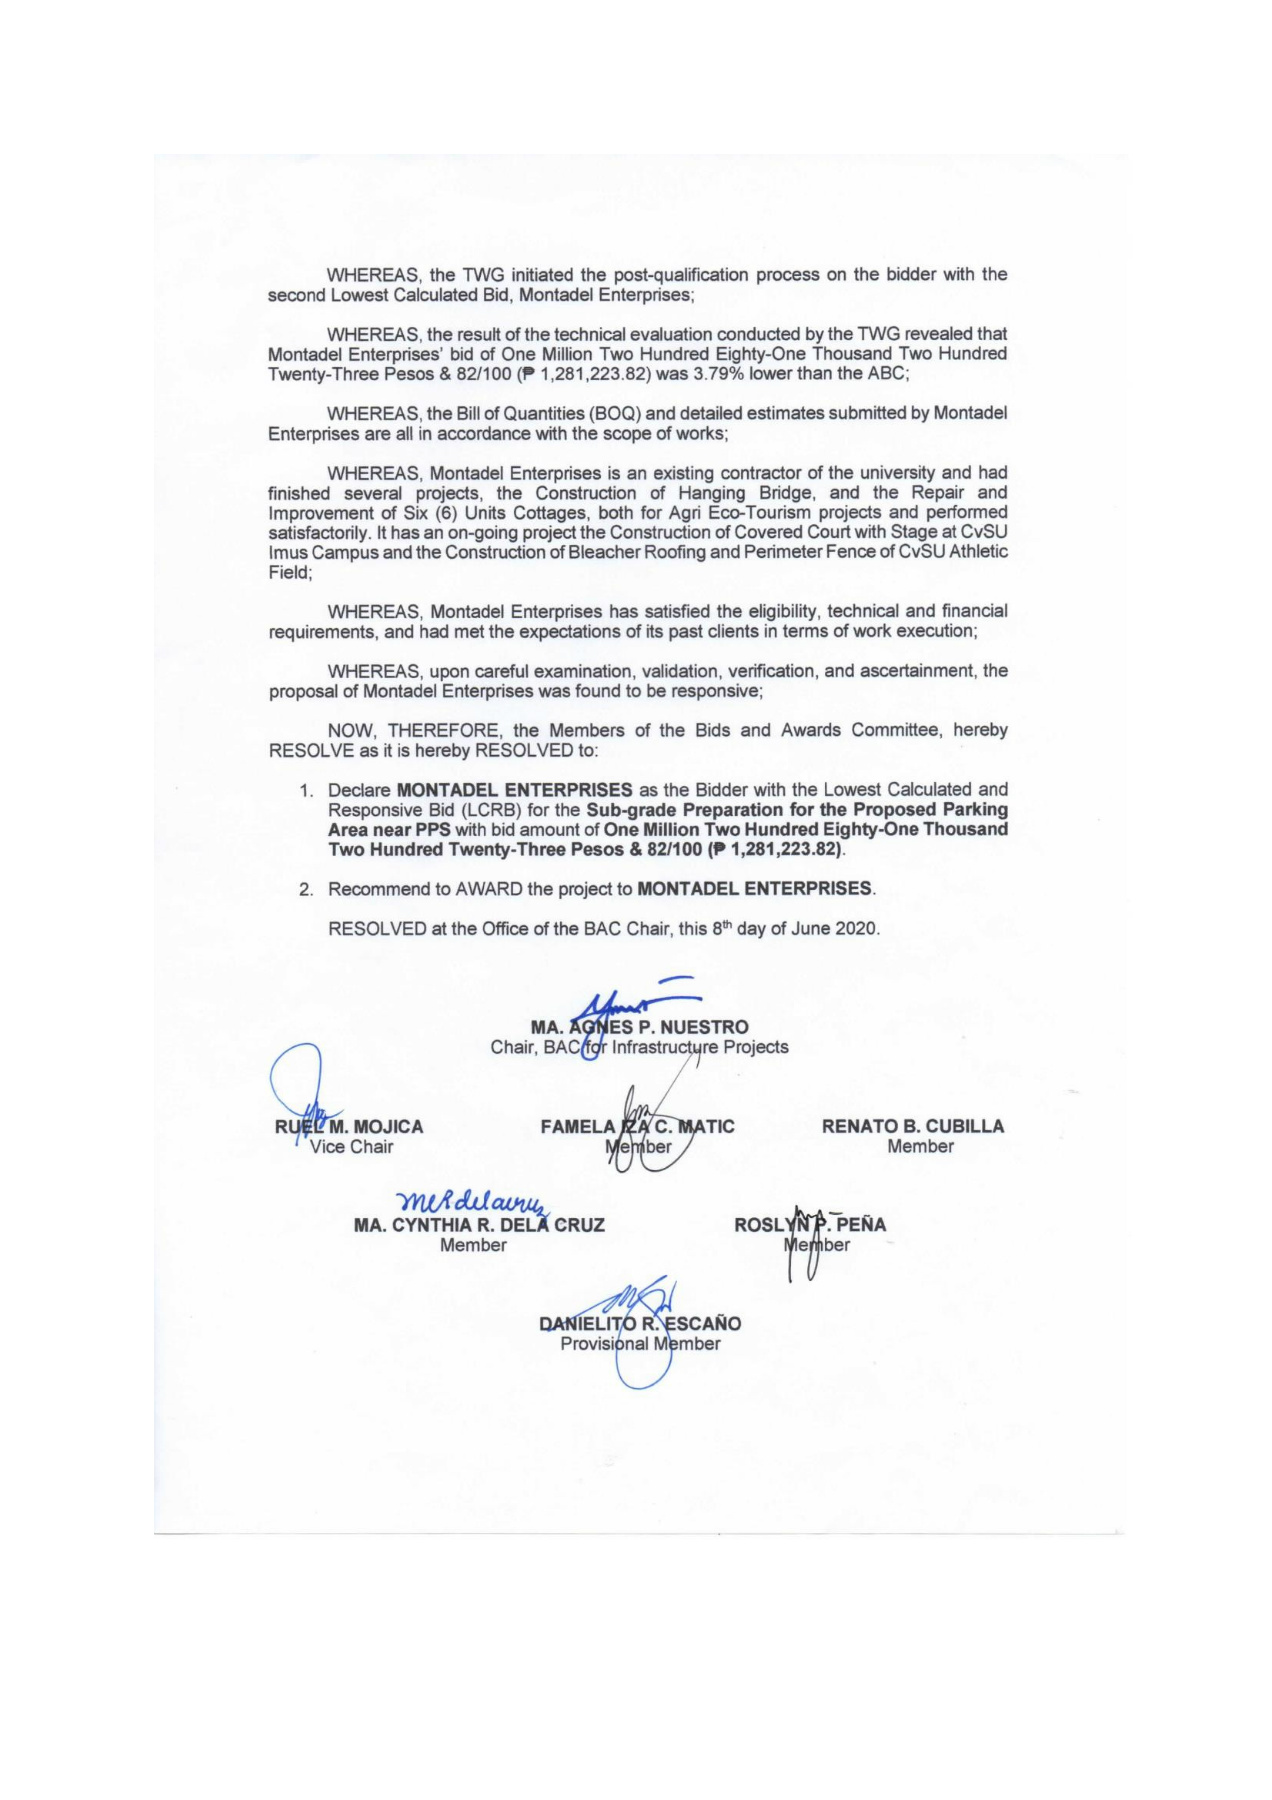 WHEREAS, the TWG initiated the post-qualification process on the bidder with the
second Lowest Calculated Bid, Montadel Enterprises;
WHEREAS, the result of the technical evaluation conducted by the TWG revealed that
Montadel Enterprises' bid of One Million Two Hundred Eighty-One Thousand Two Hundred
Twenty-Three Pesos & 82/100 (₱ 1,281,223.82) was 3.79% lower than the ABC;
WHEREAS, the Bill of Quantities (BOQ) and detailed estimates submitted by Montadel
Enterprises are all in accordance with the scope of works;
WHEREAS, Montadel Enterprises is an existing contractor of the university and had
finished several projects, the Construction of Hanging Bridge, and the Repair and
Improvement of Six (6) Units Cottages, both for Agri Eco-Tourism projects and performed
satisfactorily. It has an on-going project the Construction of Covered Court with Stage at CvSU
Imus Campus and the Construction of Bleacher Roofing and Perimeter Fence of CvSU Athletic
Field;
WHEREAS, Montadel Enterprises has satisfied the eligibility, technical and financial
requirements, and had met the expectations of its past clients in terms of work execution;
WHEREAS, upon careful examination, validation, verification, and ascertainment, the
proposal of Montadel Enterprises was found to be responsive;
NOW, THEREFORE, the Members of the Bids and Awards Committee, hereby
RESOLVE as it is hereby RESOLVED to:
1. Declare MONTADEL ENTERPRISES as the Bidder with the Lowest Calculated and
Responsive Bid (LCRB) for the Sub-grade Preparation for the Proposed Parking
Area near PPS with bid amount of One Million Two Hundred Eighty-One Thousand
Two Hundred Twenty-Three Pesos & 82/100 (₱ 1,281,223.82).
2. Recommend to AWARD the project to MONTADEL ENTERPRISES.
RESOLVED at the Office of the BAC Chair, this 8th day of June 2020.
MA. AGNES P. NUESTRO
Chair, BAC for Infrastructure Projects
RUEL M. MOJICA FAMELA IZA C. MATIC RENATO B. CUBILLA
Vice Chair Member Member
MA. CYNTHIA R. DELA CRUZ ROSLYN P. PEÑA
Member Member
DANIELITO R. ESCAÑO
Provisional Member